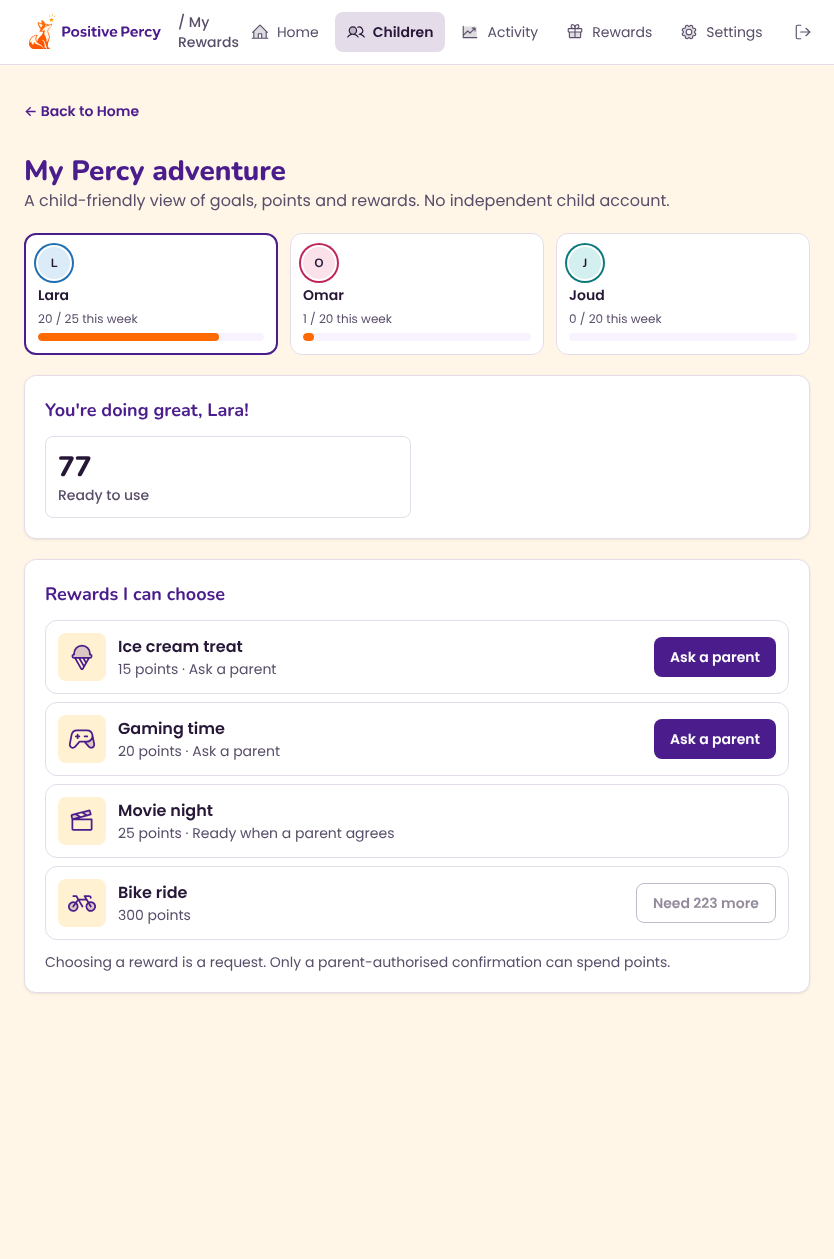 Positive Percy
/ My
Rewards
Home
Children
Activity
Rewards
Settings
← Back to Home
My Percy adventure
A child-friendly view of goals, points and rewards. No independent child account.
L
Lara
20 / 25 this week
O
Omar
1 / 20 this week
J
Joud
0 / 20 this week
You're doing great, Lara!
77
Ready to use
Rewards I can choose
Ice cream treat
15 points · Ask a parent
Ask a parent
Gaming time
20 points · Ask a parent
Ask a parent
Movie night
25 points · Ready when a parent agrees
Bike ride
300 points
Need 223 more
Choosing a reward is a request. Only a parent-authorised confirmation can spend points.